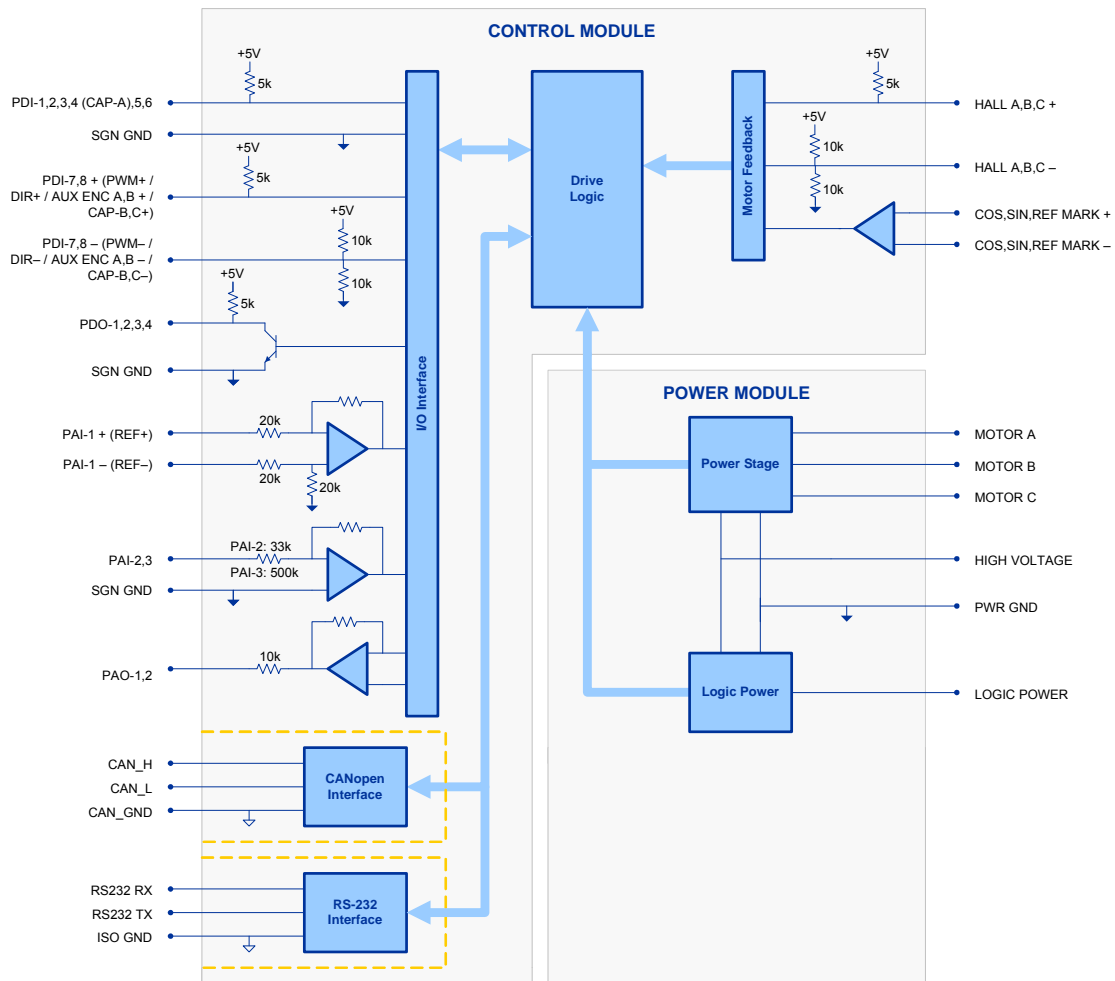 CONTROL MODULE
+5V
5k
PDI-1,2,3,4 (CAP-A),5,6
SGN GND
+5V
5k
PDI-7,8 + (PWM+ /
DIR+ / AUX ENC A,B + /
CAP-B,C+)
PDI-7,8 – (PWM– /
DIR– / AUX ENC A,B – /
CAP-B,C–)
+5V
10k
10k
+5V
5k
PDO-1,2,3,4
SGN GND
PAI-1 + (REF+)
20k
PAI-1 – (REF–)
20k
20k
PAI-2,3
PAI-2: 33k
PAI-3: 500k
SGN GND
PAO-1,2
10k
I/O Interface
Drive
Logic
Motor Feedback
+5V
5k
HALL A,B,C +
+5V
10k
10k
HALL A,B,C –
COS,SIN,REF MARK +
COS,SIN,REF MARK –
POWER MODULE
Power Stage
MOTOR A
MOTOR B
MOTOR C
HIGH VOLTAGE
PWR GND
Logic Power
LOGIC POWER
CAN_H
CAN_L
CAN_GND
CANopen
Interface
RS232 RX
RS232 TX
ISO GND
RS-232
Interface